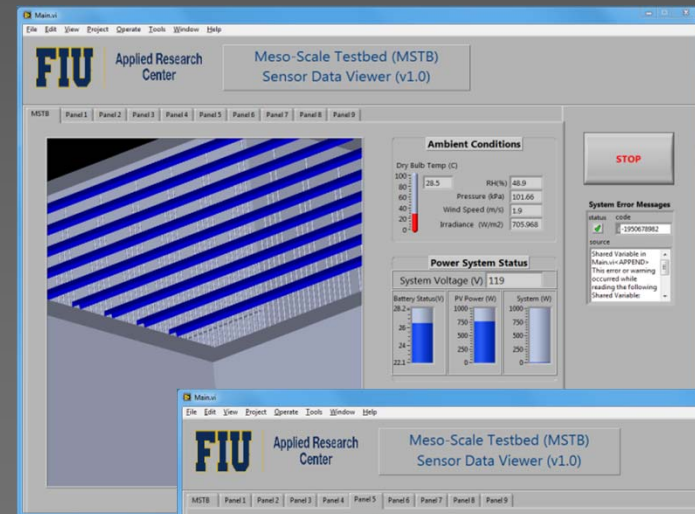 Main.vi
File Edit View Project Operate Tools Window Help
FIU
Applied Research
Center
Meso-Scale Testbed (MSTB)
Sensor Data Viewer (v1.0)
MSTB Panel 1 Panel 2 Panel 3 Panel 4 Panel 5 Panel 6 Panel 7 Panel 8 Panel 9
Ambient Conditions
Dry Bulb Temp (C)
100
80
60
40
20
0
28.5
RH(%) 48.9
Pressure (kPa) 101.66
Wind Speed (m/s) 1.9
Irradiance (W/m2) 705.968
STOP
System Error Messages
status code
-1950678982
source
Shared Variable in
Main.vi<APPEND>
This error or warning
occurred while
reading the following
Shared Variable:
Power System Status
System Voltage (V) 119
Battery Status(V) PV Power (W) System (W)
28.2 1000 1000
750 750
26 500 500
24 250 250
22.1 0 0
Main.vi
File Edit View Project Operate Tools Window Help
FIU
Applied Research
Center
Meso-Scale Testbed (MSTB)
Sensor Data Viewer (v1.0)
MSTB Panel 1 Panel 2 Panel 3 Panel 4 Panel 5 Panel 6 Panel 7 Panel 8 Panel 9